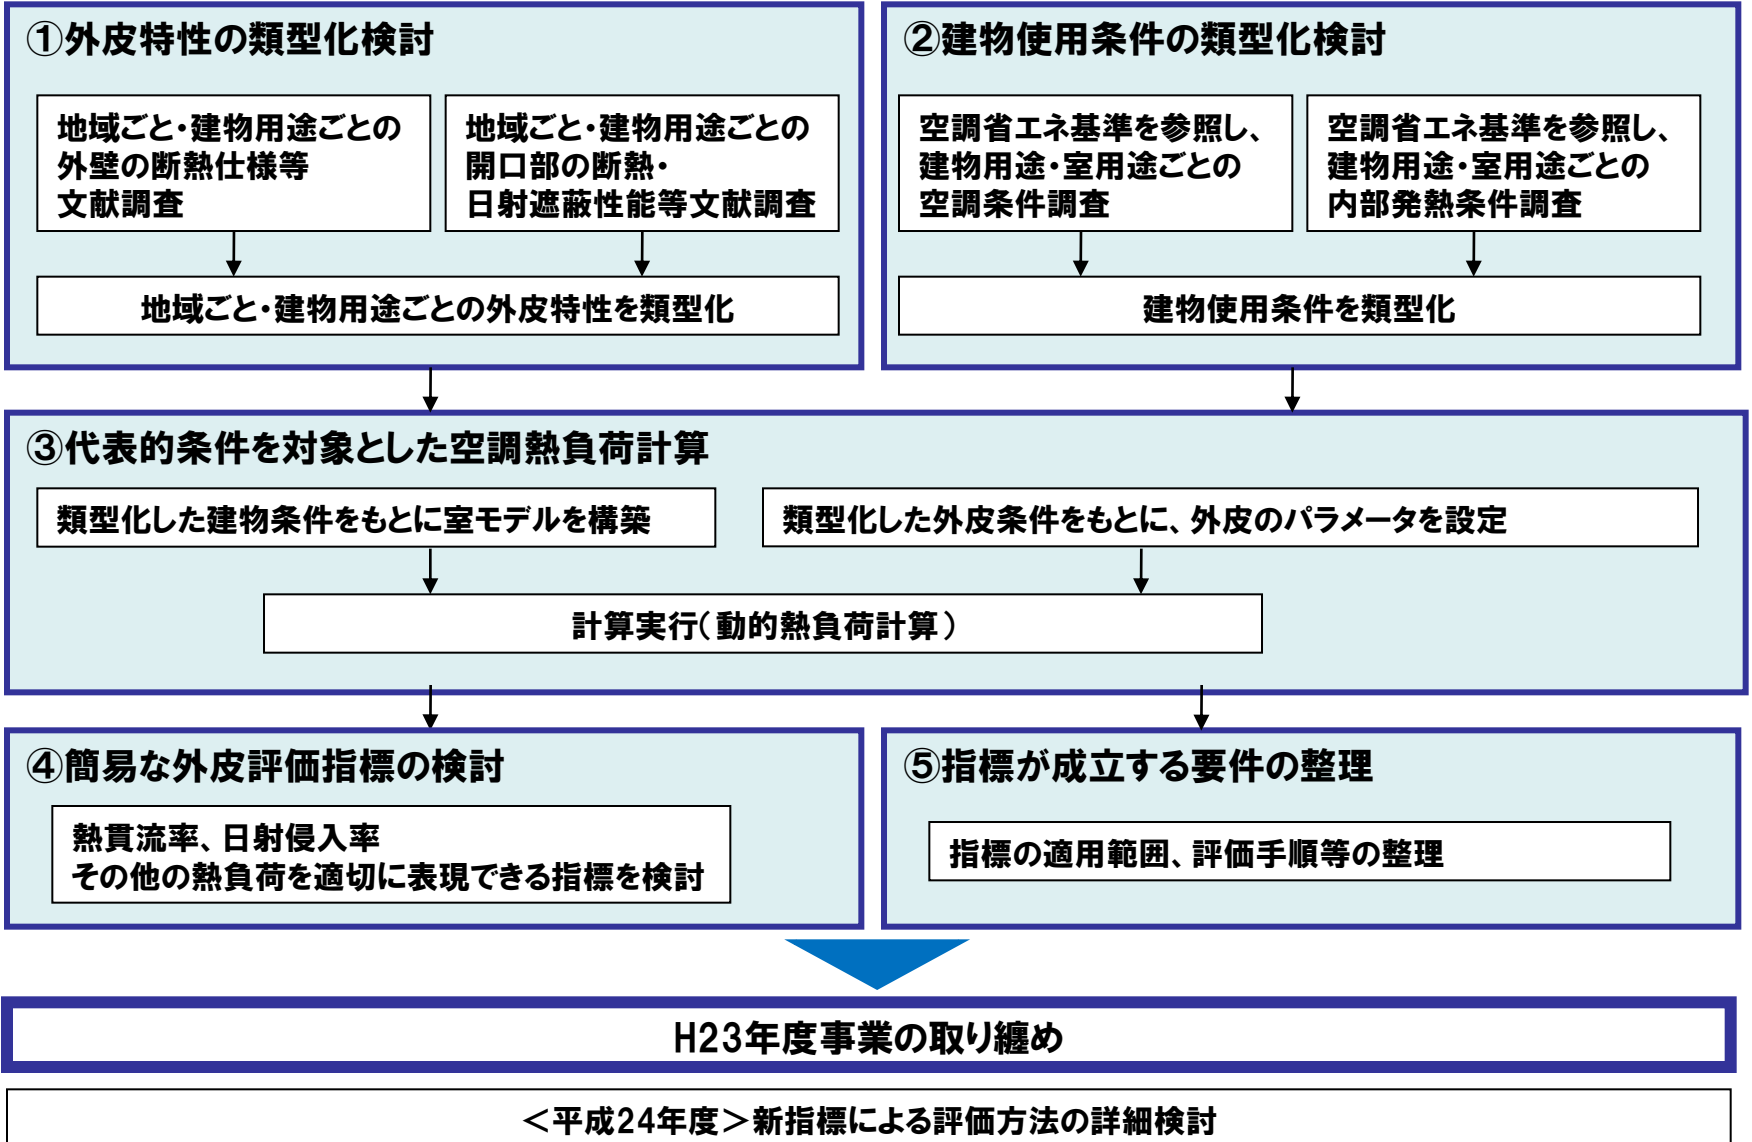 ①外皮特性の類型化検討
地域ごと・建物用途ごとの
外壁の断熱仕様等
文献調査
地域ごと・建物用途ごとの
開口部の断熱・
日射遮蔽性能等文献調査
地域ごと・建物用途ごとの外皮特性を類型化
②建物使用条件の類型化検討
空調省エネ基準を参照し、
建物用途・室用途ごとの
空調条件調査
空調省エネ基準を参照し、
建物用途・室用途ごとの
内部発熱条件調査
建物使用条件を類型化
③代表的条件を対象とした空調熱負荷計算
類型化した建物条件をもとに室モデルを構築
類型化した外皮条件をもとに、外皮のパラメータを設定
計算実行(動的熱負荷計算)
④簡易な外皮評価指標の検討
熱貫流率、日射侵入率
その他の熱負荷を適切に表現できる指標を検討
⑤指標が成立する要件の整理
指標の適用範囲、評価手順等の整理
H23年度事業の取り纏め
＜平成24年度＞新指標による評価方法の詳細検討